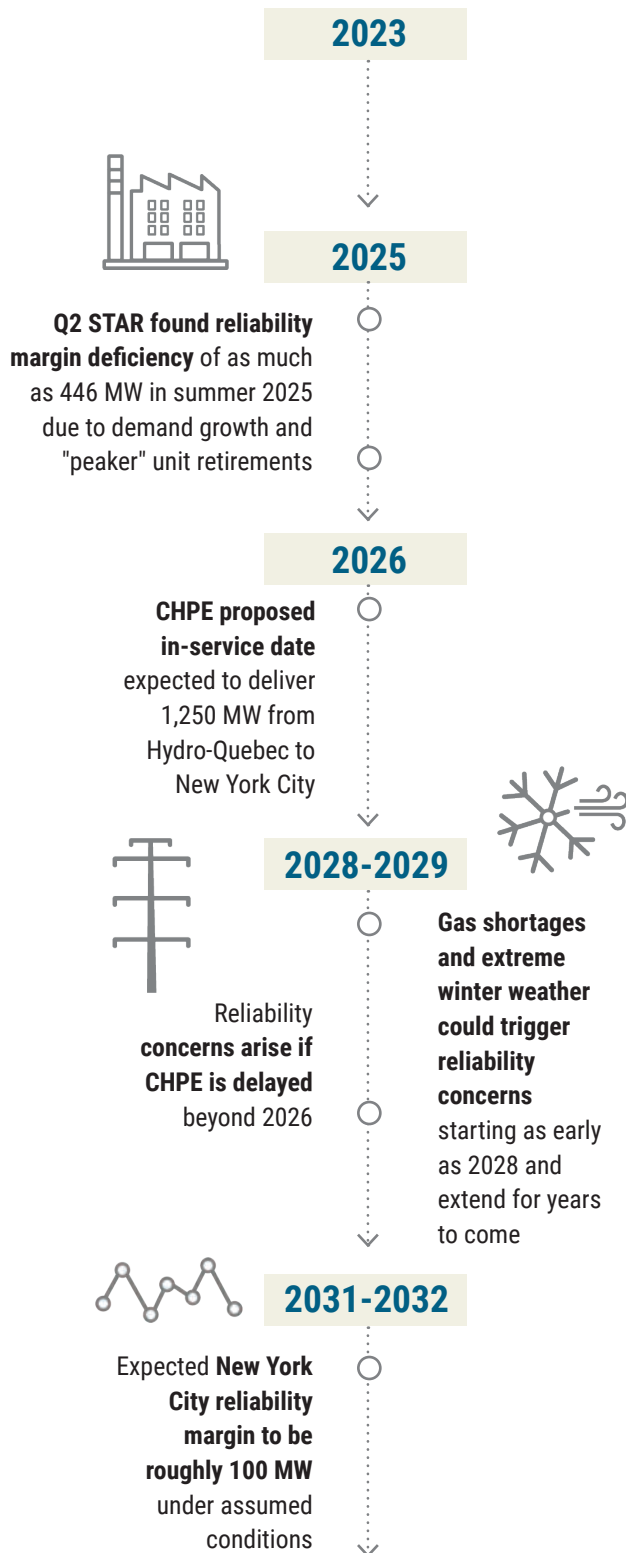 2023
2025
Q2 STAR found reliability
margin deficiency of as much
as 446 MW in summer 2025
due to demand growth and
"peaker" unit retirements
2026
CHPE proposed
in-service date
expected to deliver
1,250 MW from
Hydro-Quebec to
New York City
2028-2029
Reliability
concerns arise if
CHPE is delayed
beyond 2026
Gas shortages
and extreme
winter weather
could trigger
reliability
concerns
starting as early
as 2028 and
extend for years
to come
2031-2032
Expected New York
City reliability
margin to be
roughly 100 MW
under assumed
conditions